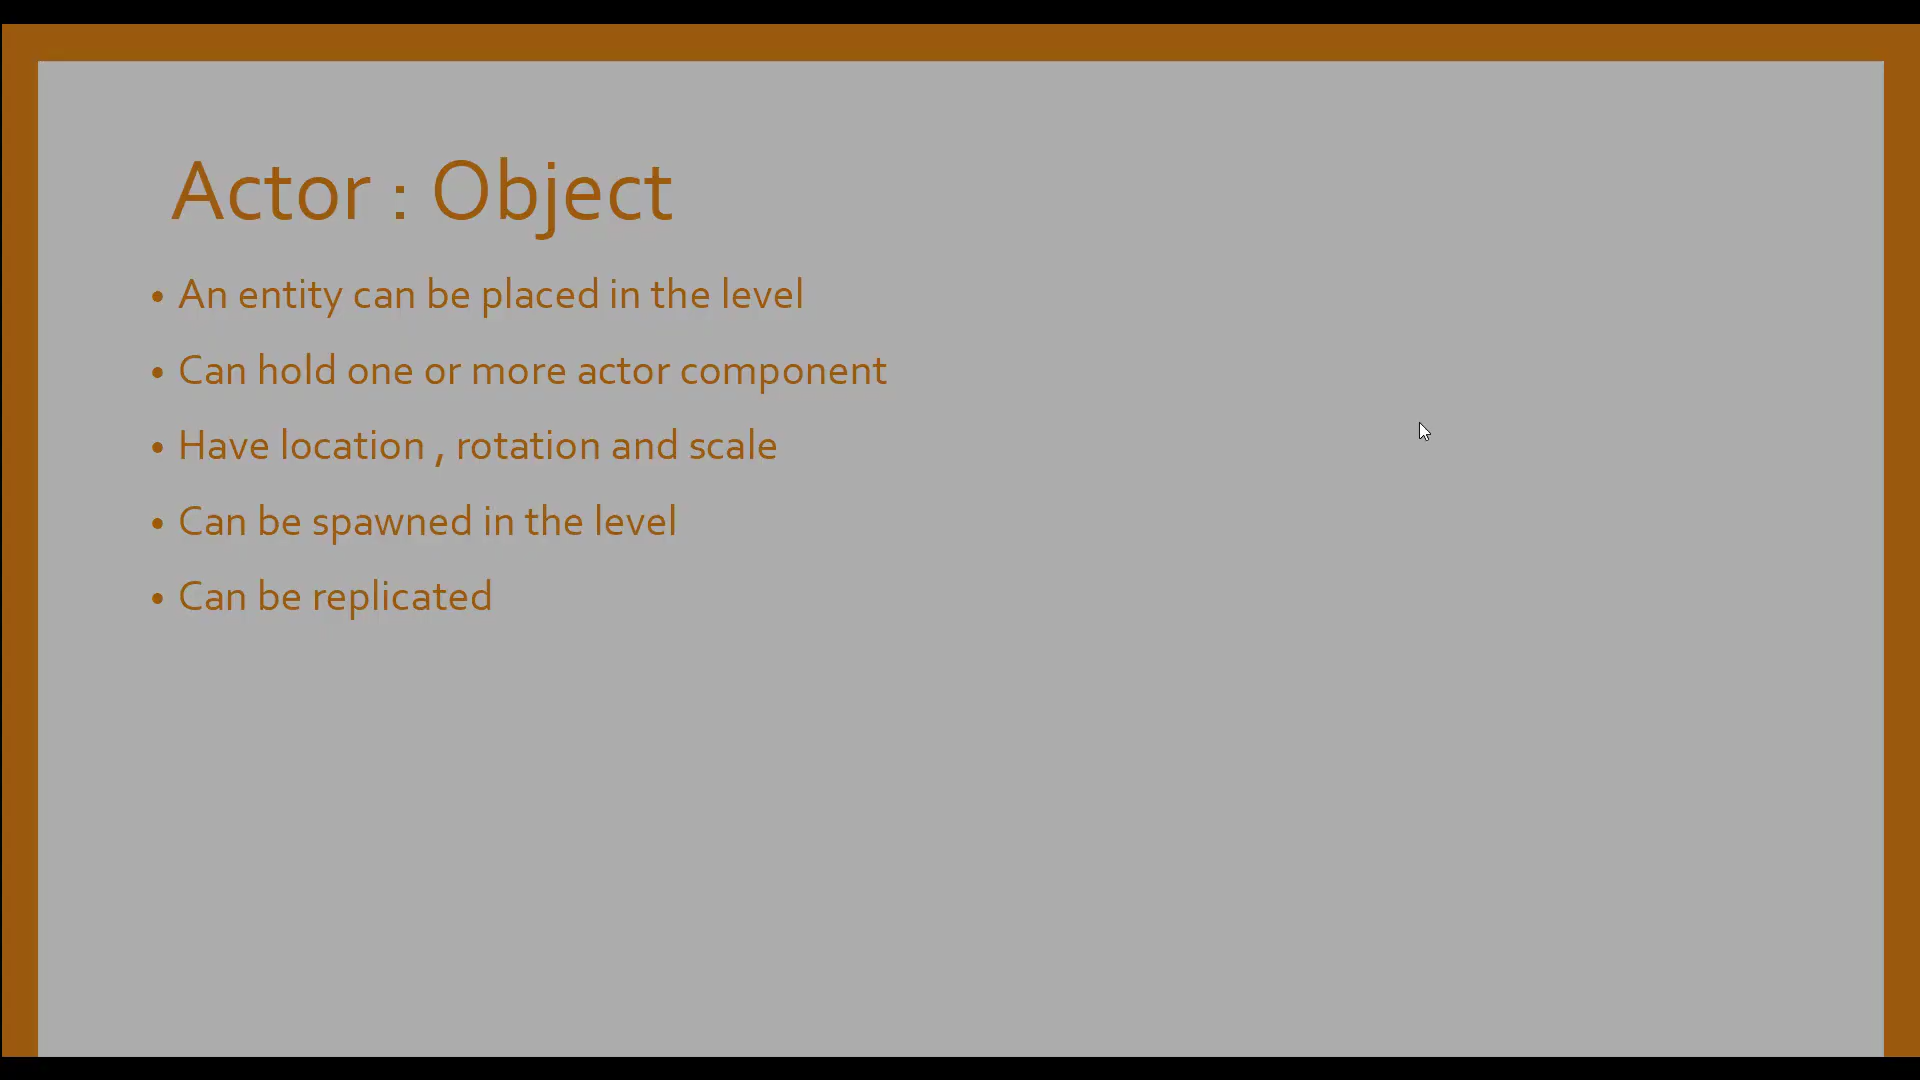 Actor : Object
• An entity can be placed in the level
• Can hold one or more actor component
• Have location , rotation and scale
• Can be spawned in the level
• Can be replicated